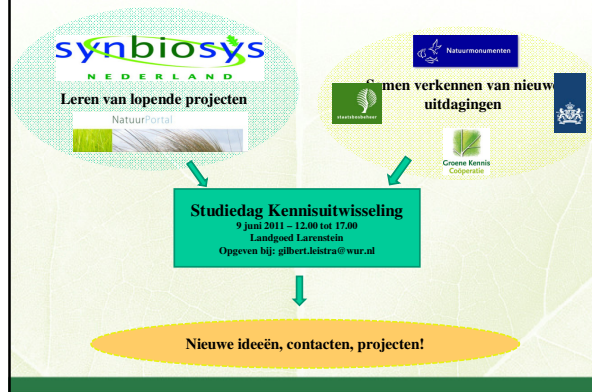 synbiosys
NEDERLAND
Leren van lopende projecten
NatuurPortal
Natuurmonumenten
Samen verkennen van nieuwe
uitdagingen
staatsbosbeheer
Groene Kennis
Coöperatie
Studiedag Kennisuitwisseling
9 juni 2011 – 12.00 tot 17.00
Landgoed Larenstein
Opgeven bij: gilbert.leistra@wur.nl
Nieuwe ideeën, contacten, projecten!